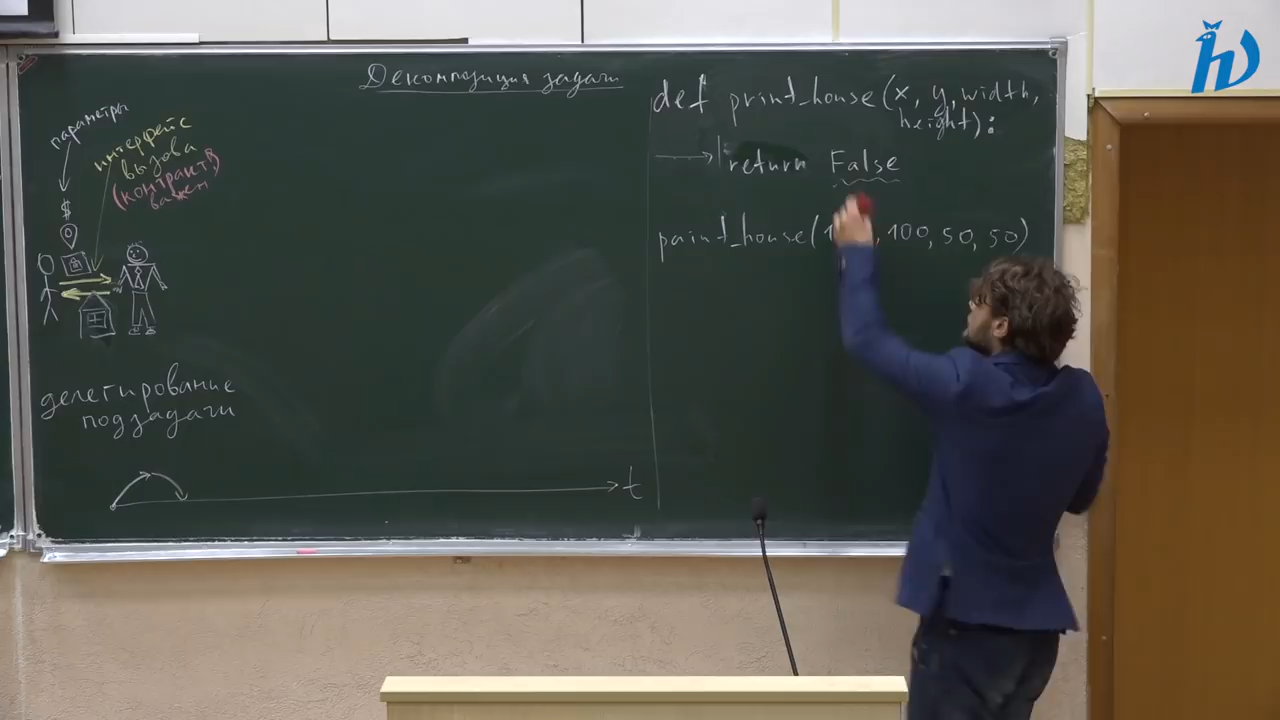 Декомпозиция задачи
параметры
интерфейс
вызова
(контракт)
важен
$
делегирование
подзадачи
t
def print_house(x, y, width,
height):
return False
paint_house( , 100, 50, 50)